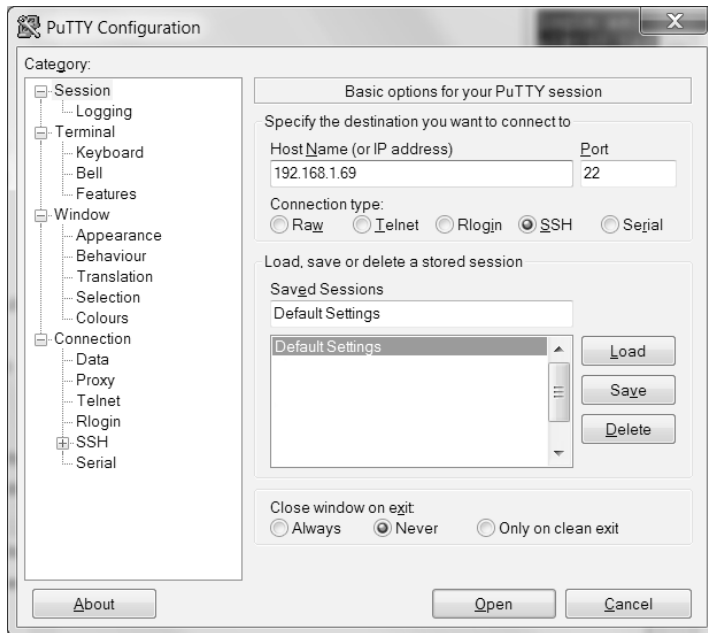 PuTTY Configuration
X
Category:
Session
Logging
Terminal
Keyboard
Bell
Features
Window
Appearance
Behaviour
Translation
Selection
Colours
Connection
Data
Proxy
Telnet
Rlogin
SSH
Serial
Basic options for your PuTTY session
Specify the destination you want to connect to
Host Name (or IP address) Port
192.168.1.69 22
Connection type:
Raw Telnet Rlogin SSH Serial
Load, save or delete a stored session
Saved Sessions
Default Settings
Default Settings
Load
Save
Delete
Close window on exit:
Always Never Only on clean exit
About Open Cancel